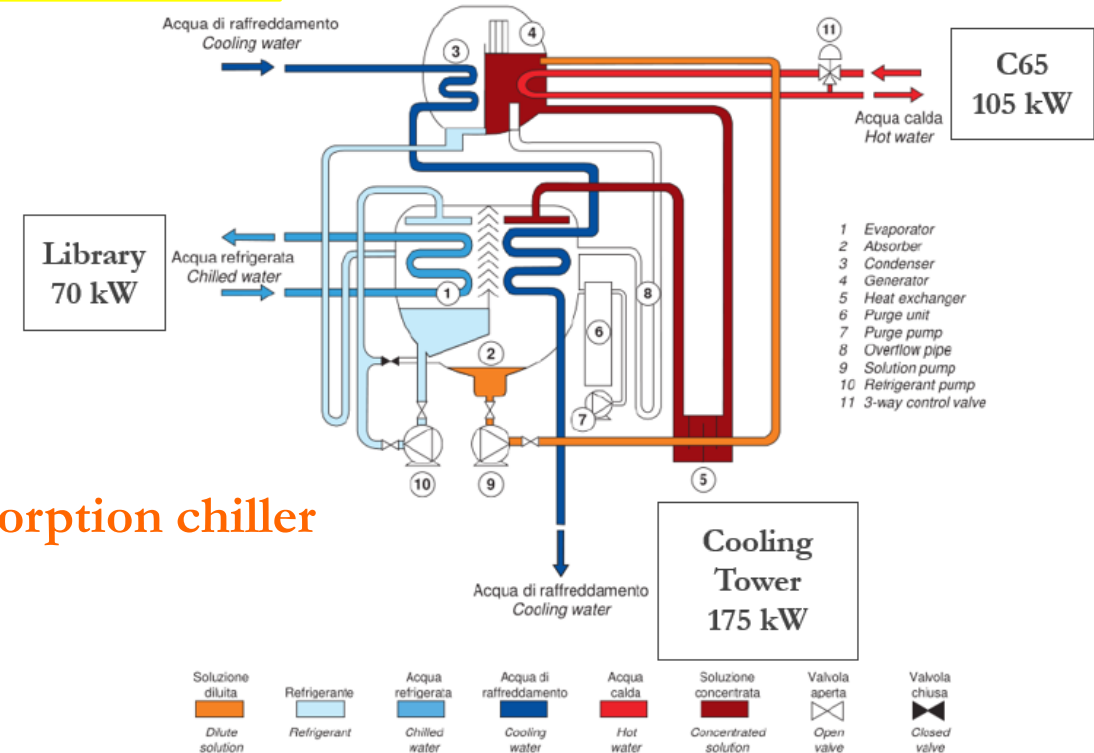 Acqua di raffreddamento
Cooling water
3
4
11
C65
105 kW
Acqua calda
Hot water
Library
70 kW
Acqua refrigerata
Chilled water
1
2
6
7
8
10
9
5
1 Evaporator
2 Absorber
3 Condenser
4 Generator
5 Heat exchanger
6 Purge unit
7 Purge pump
8 Overflow pipe
9 Solution pump
10 Refrigerant pump
11 3-way control valve
orption chiller
Cooling
Tower
175 kW
Acqua di raffreddamento
Cooling water
Soluzione
diluita
Dilute
solution
Refrigerante
Refrigerant
Acqua
refrigerata
Chilled
water
Acqua di
raffreddamento
Cooling
water
Acqua
calda
Hot
water
Soluzione
concentrata
Concentrated
solution
Valvola
aperta
Open
valve
Valvola
chiusa
Closed
valve